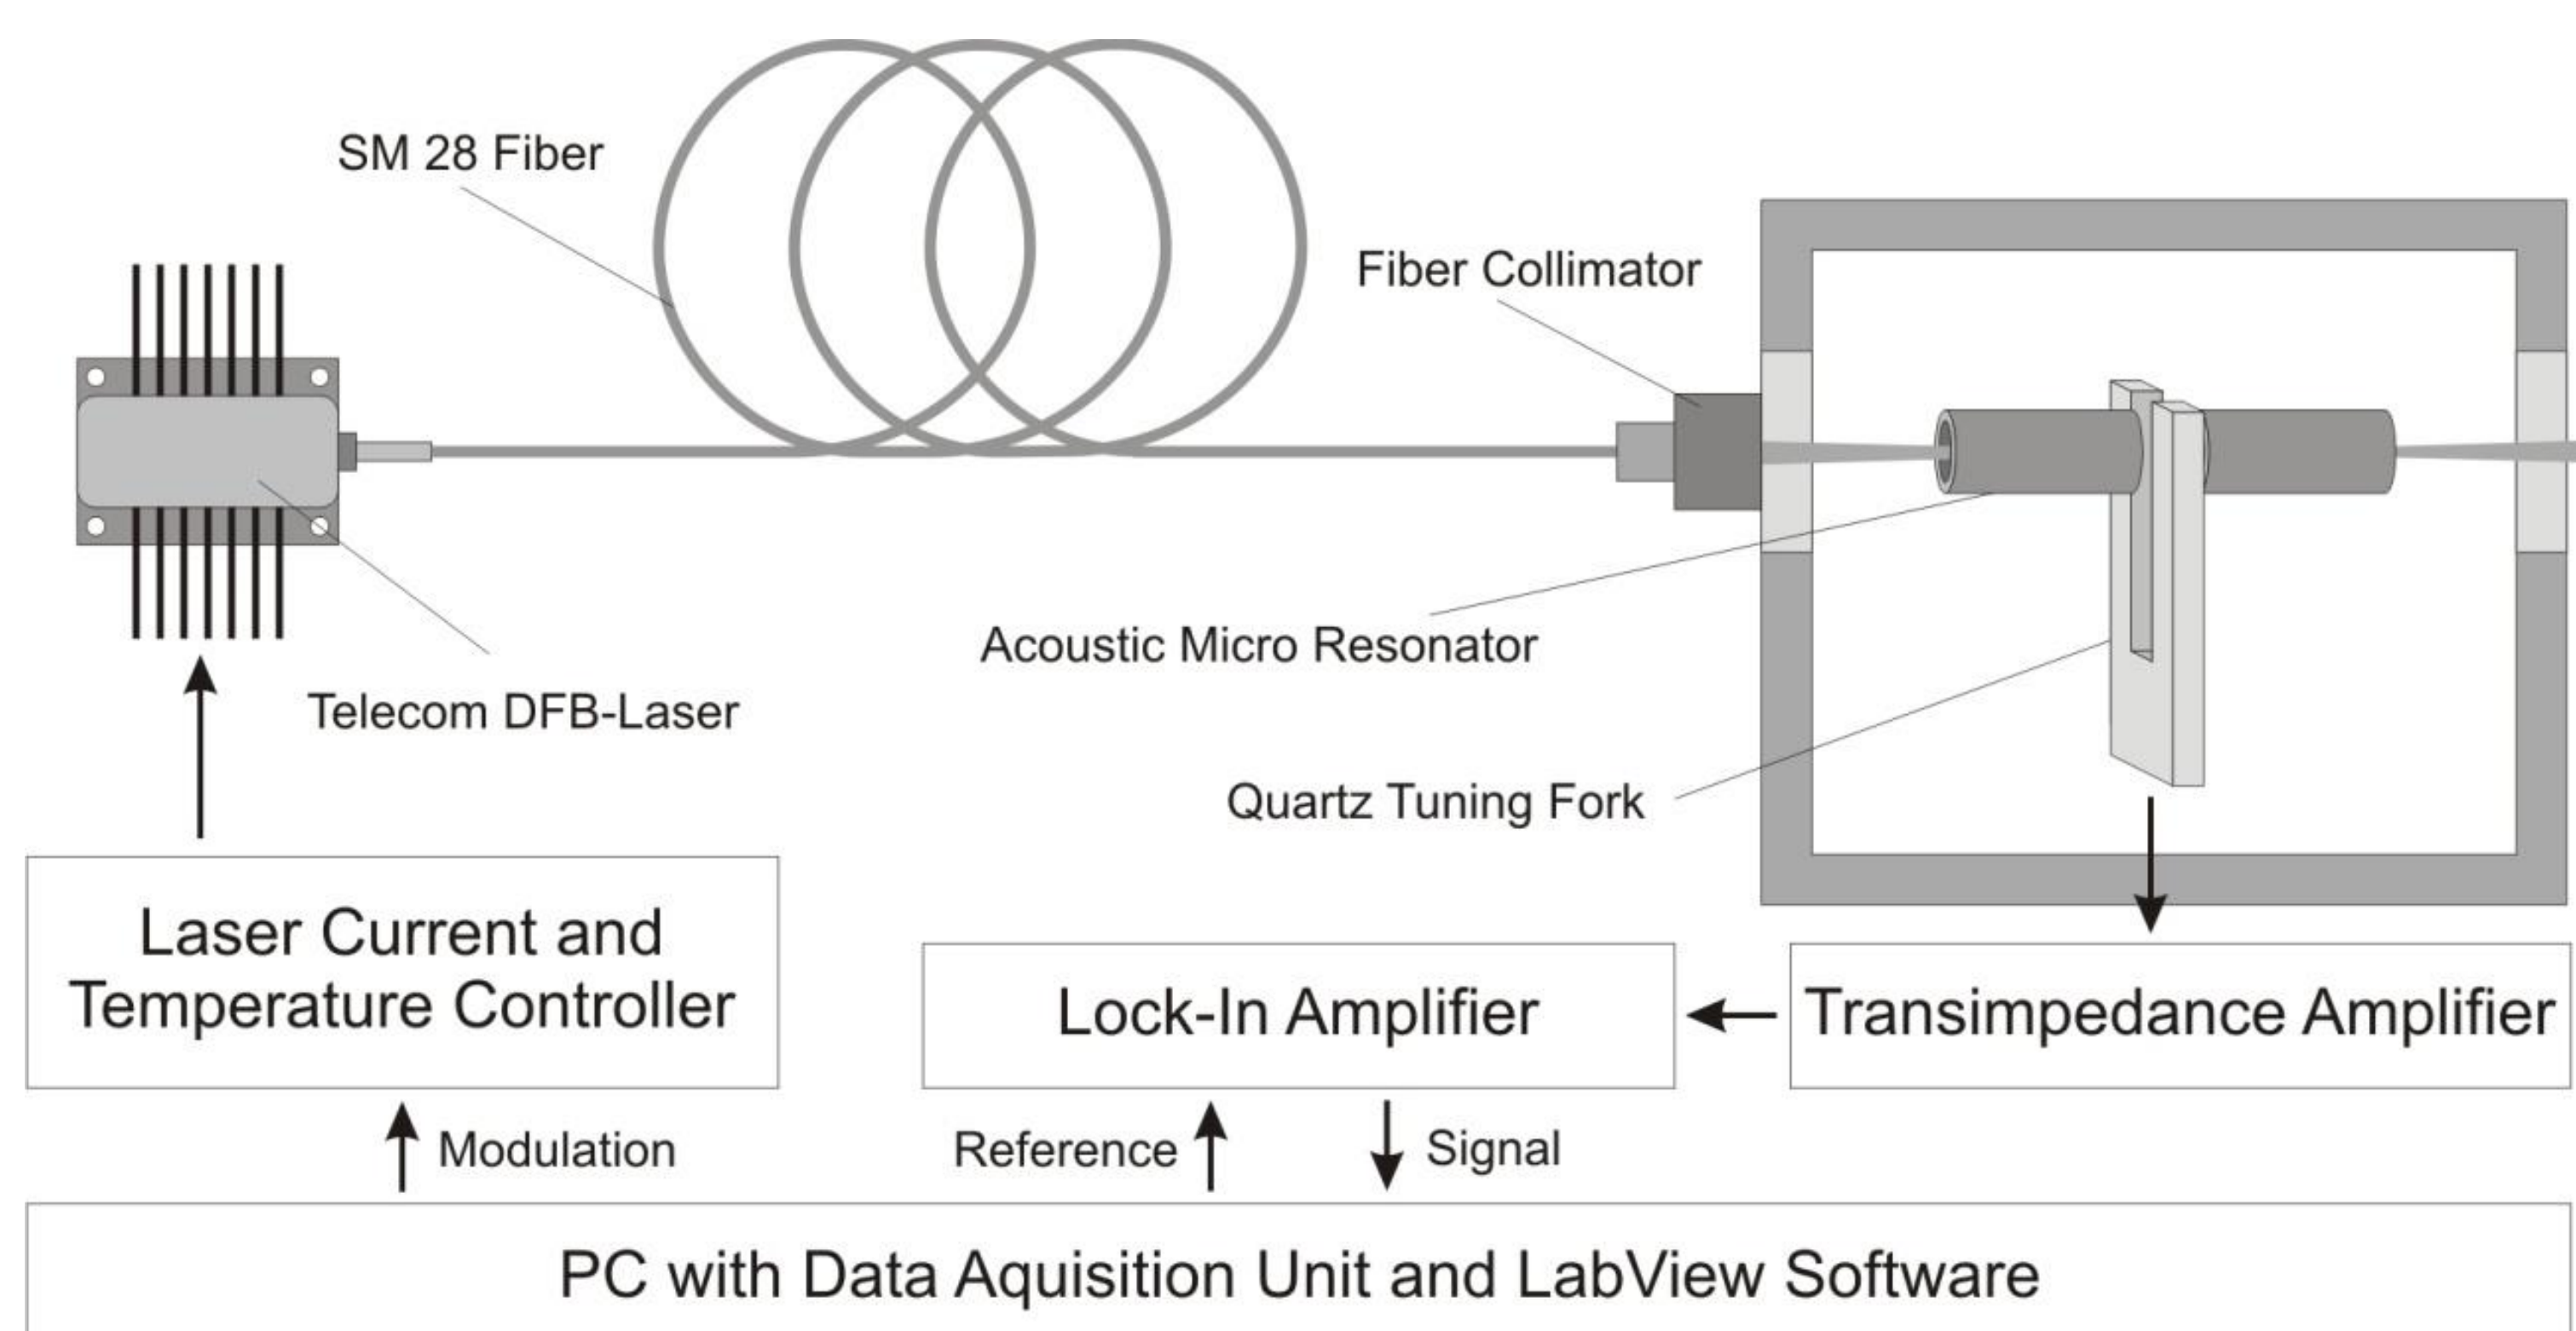 SM 28 Fiber
Fiber Collimator
Acoustic Micro Resonator
Telecom DFB-Laser
Quartz Tuning Fork
Laser Current and
Temperature Controller
Lock-In Amplifier
Transimpedance Amplifier
Modulation
Reference
Signal
PC with Data Aquisition Unit and LabView Software